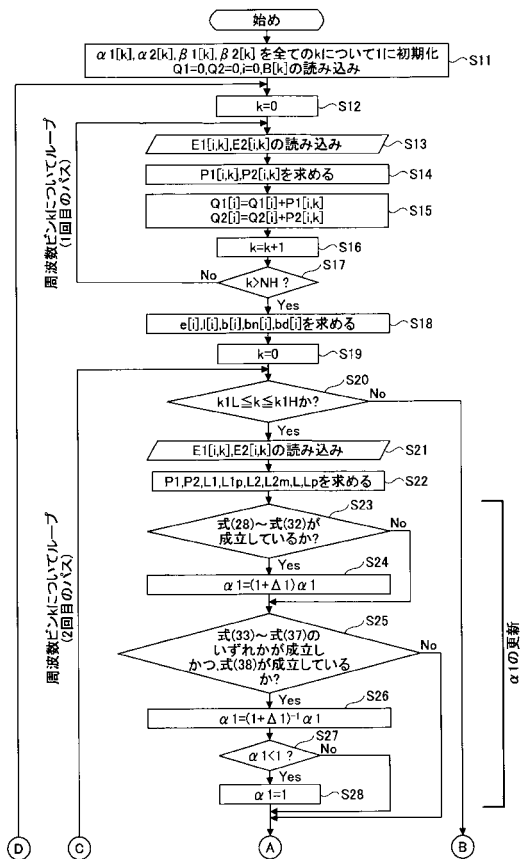 始め
α1[k],α2[k],β1[k],β2[k]を全てのkについて1に初期化
Q1=0,Q2=0,i=0,B[k]の読み込み
S11
k=0
S12
E1[i,k],E2[i,k]の読み込み
S13
P1[i,k],P2[i,k]を求める
S14
Q1[i]=Q1[i]+P1[i,k]
Q2[i]=Q2[i]+P2[i,k]
S15
k=k+1
S16
k>NH ?
S17
No
Yes
周波数ビンkについてループ
(1回目のパス)
e[i],l[i],b[i],bn[i],bd[i]を求める
S18
k=0
S19
k1L≦k≦k1Hか?
S20
No
Yes
E1[i,k],E2[i,k]の読み込み
S21
P1,P2,L1,L1p,L2,L2m,L,Lpを求める
S22
式(28)~式(32)が
成立しているか?
S23
No
Yes
α1=(1+Δ1)α1
S24
式(33)~式(37)の
いずれかが成立し
かつ,式(38)が成立している
か?
S25
No
Yes
α1=(1+Δ1)⁻¹α1
S26
α1<1 ?
S27
No
Yes
α1=1
S28
周波数ビンkについてループ
(2回目のパス)
α1の更新
D
C
A
B